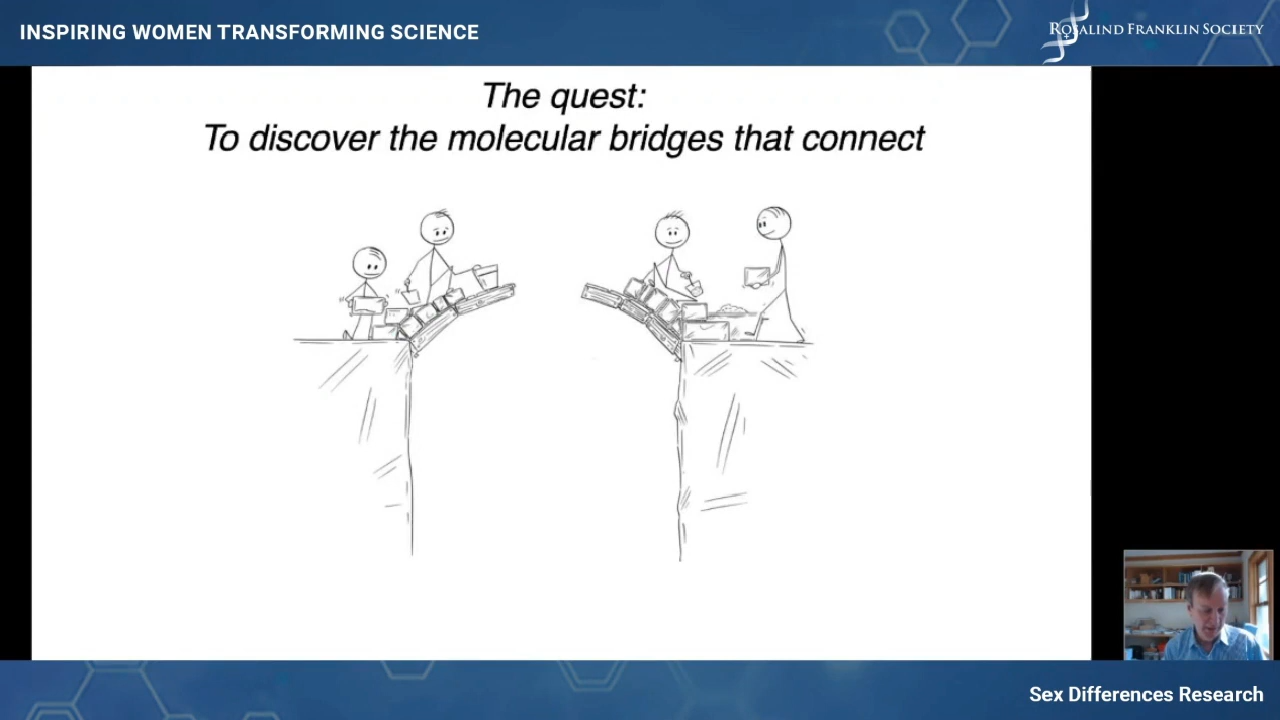 INSPIRING WOMEN TRANSFORMING SCIENCE
ROSALIND FRANKLIN SOCIETY
The quest:
To discover the molecular bridges that connect
Sex Differences Research